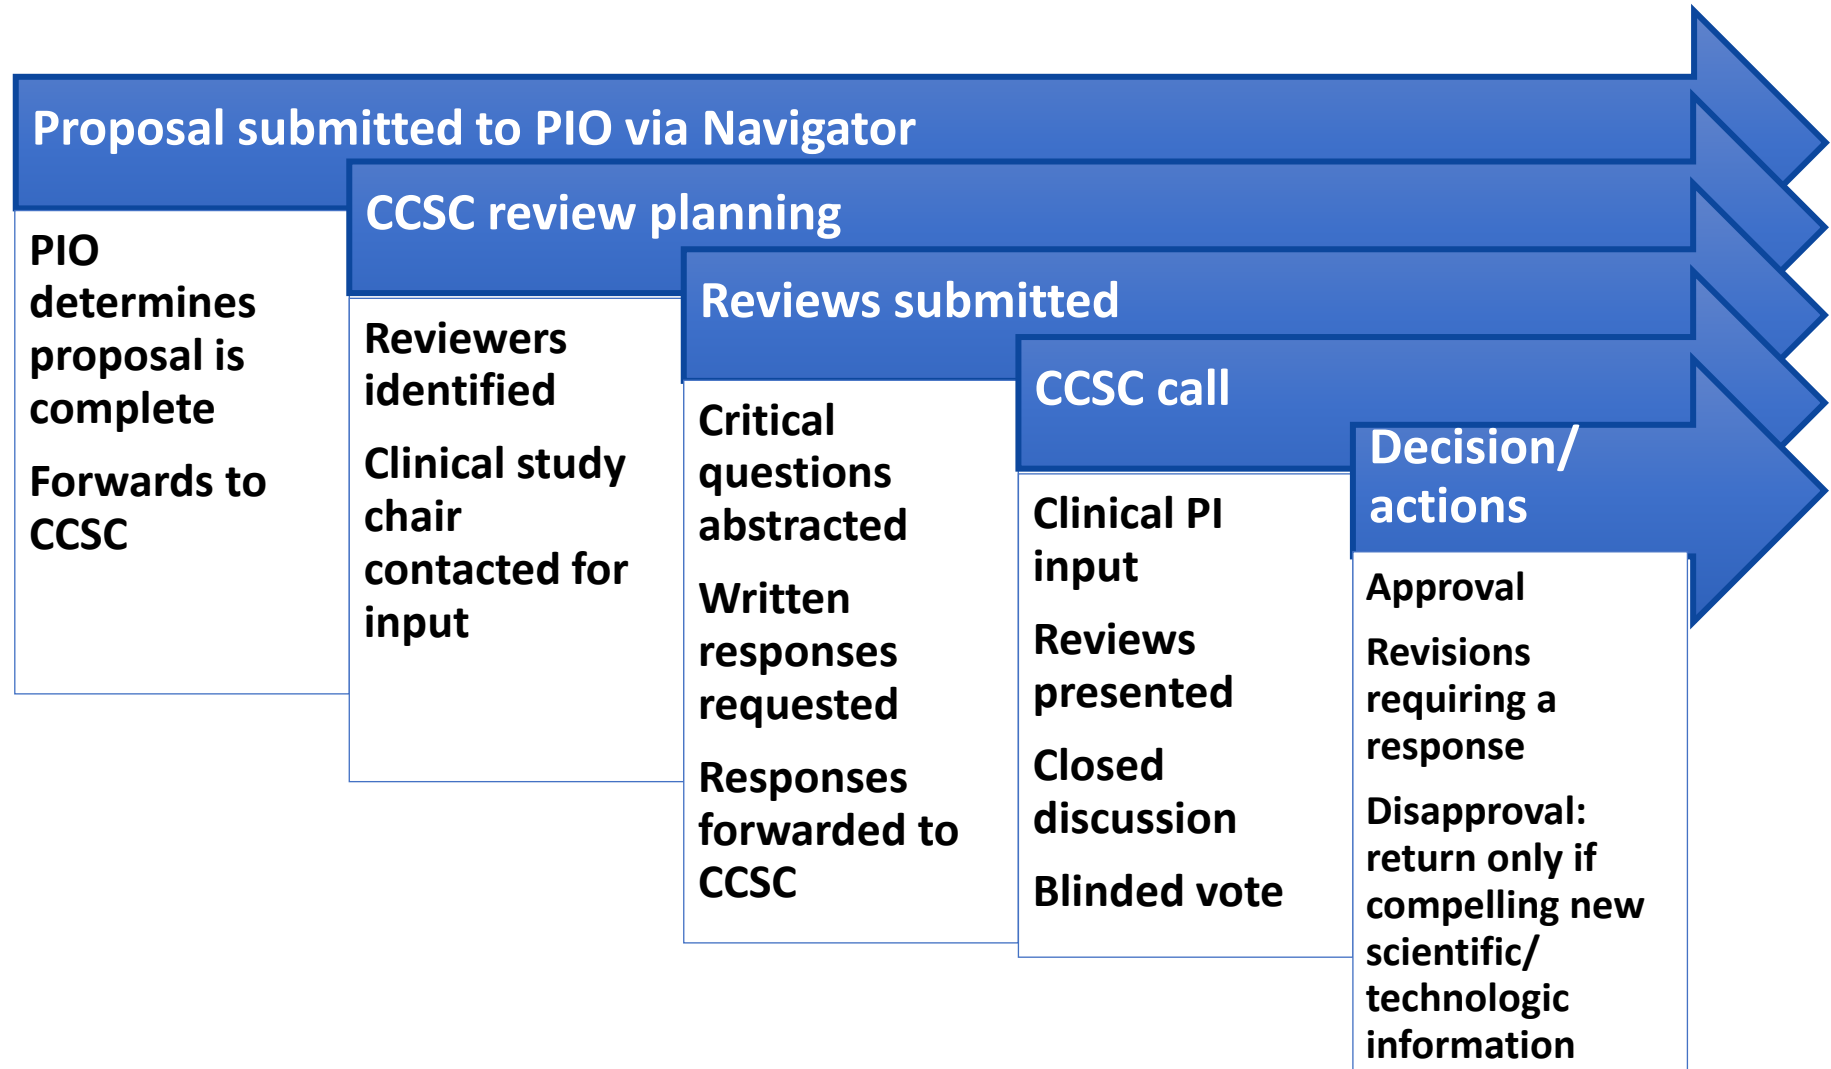 Proposal submitted to PIO via Navigator
PIO
determines
proposal is
complete
Forwards to
CCSC
CCSC review planning
Reviewers
identified
Clinical study
chair
contacted for
input
Reviews submitted
Critical
questions
abstracted
Written
responses
requested
Responses
forwarded to
CCSC
CCSC call
Clinical PI
input
Reviews
presented
Closed
discussion
Blinded vote
Decision/
actions
Approval
Revisions
requiring a
response
Disapproval:
return only if
compelling new
scientific/
technologic
information